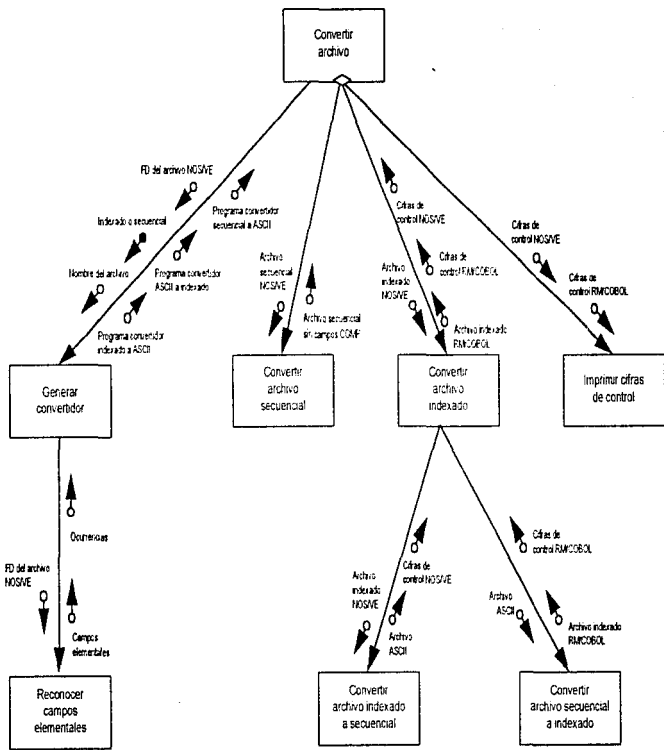 Convertir
archivo
FD del archivo NOS/VE
Indexado o secuencial
Nombre del archivo
Programa convertidor
secuencial a ASCII
Programa convertidor
ASCII a indexado
Programa convertidor
indexado a ASCII
Archivo
secuencial
NOS/VE
Archivo secuencial
sin campos COMP
Cifras de
control NOS/VE
Cifras de
control RM/COBOL
Archivo
indexado
NOS/VE
Archivo indexado
RM/COBOL
Cifras de
control NOS/VE
Cifras de
control RM/COBOL
Generar
convertidor
Convertir
archivo
secuencial
Convertir
archivo
indexado
Imprimir cifras
de control
Ocurrencias
FD del archivo
NOS/VE
Campos
elementales
Archivo
indexado
NOS/VE
Cifras de
control NOS/VE
Archivo
ASCII
Cifras de
control RM/COBOL
Archivo
ASCII
Archivo indexado
RM/COBOL
Reconocer
campos
elementales
Convertir
archivo indexado
a secuencial
Convertir
archivo secuencial
a indexado